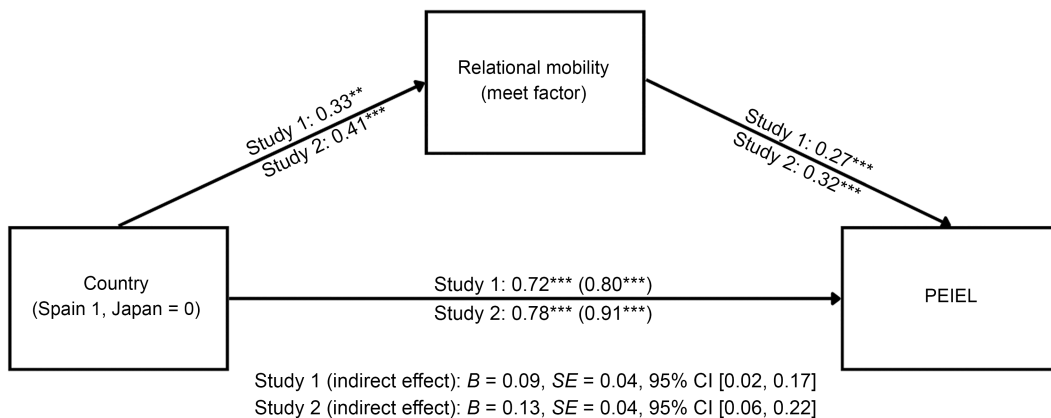 Relational mobility
(meet factor)
Study 1: 0.33**
Study 2: 0.41***
Study 1: 0.27***
Study 2: 0.32***
Country
(Spain 1, Japan = 0)
Study 1: 0.72*** (0.80***)
Study 2: 0.78*** (0.91***)
PEIEL
Study 1 (indirect effect): B = 0.09, SE = 0.04, 95% CI [0.02, 0.17]
Study 2 (indirect effect): B = 0.13, SE = 0.04, 95% CI [0.06, 0.22]